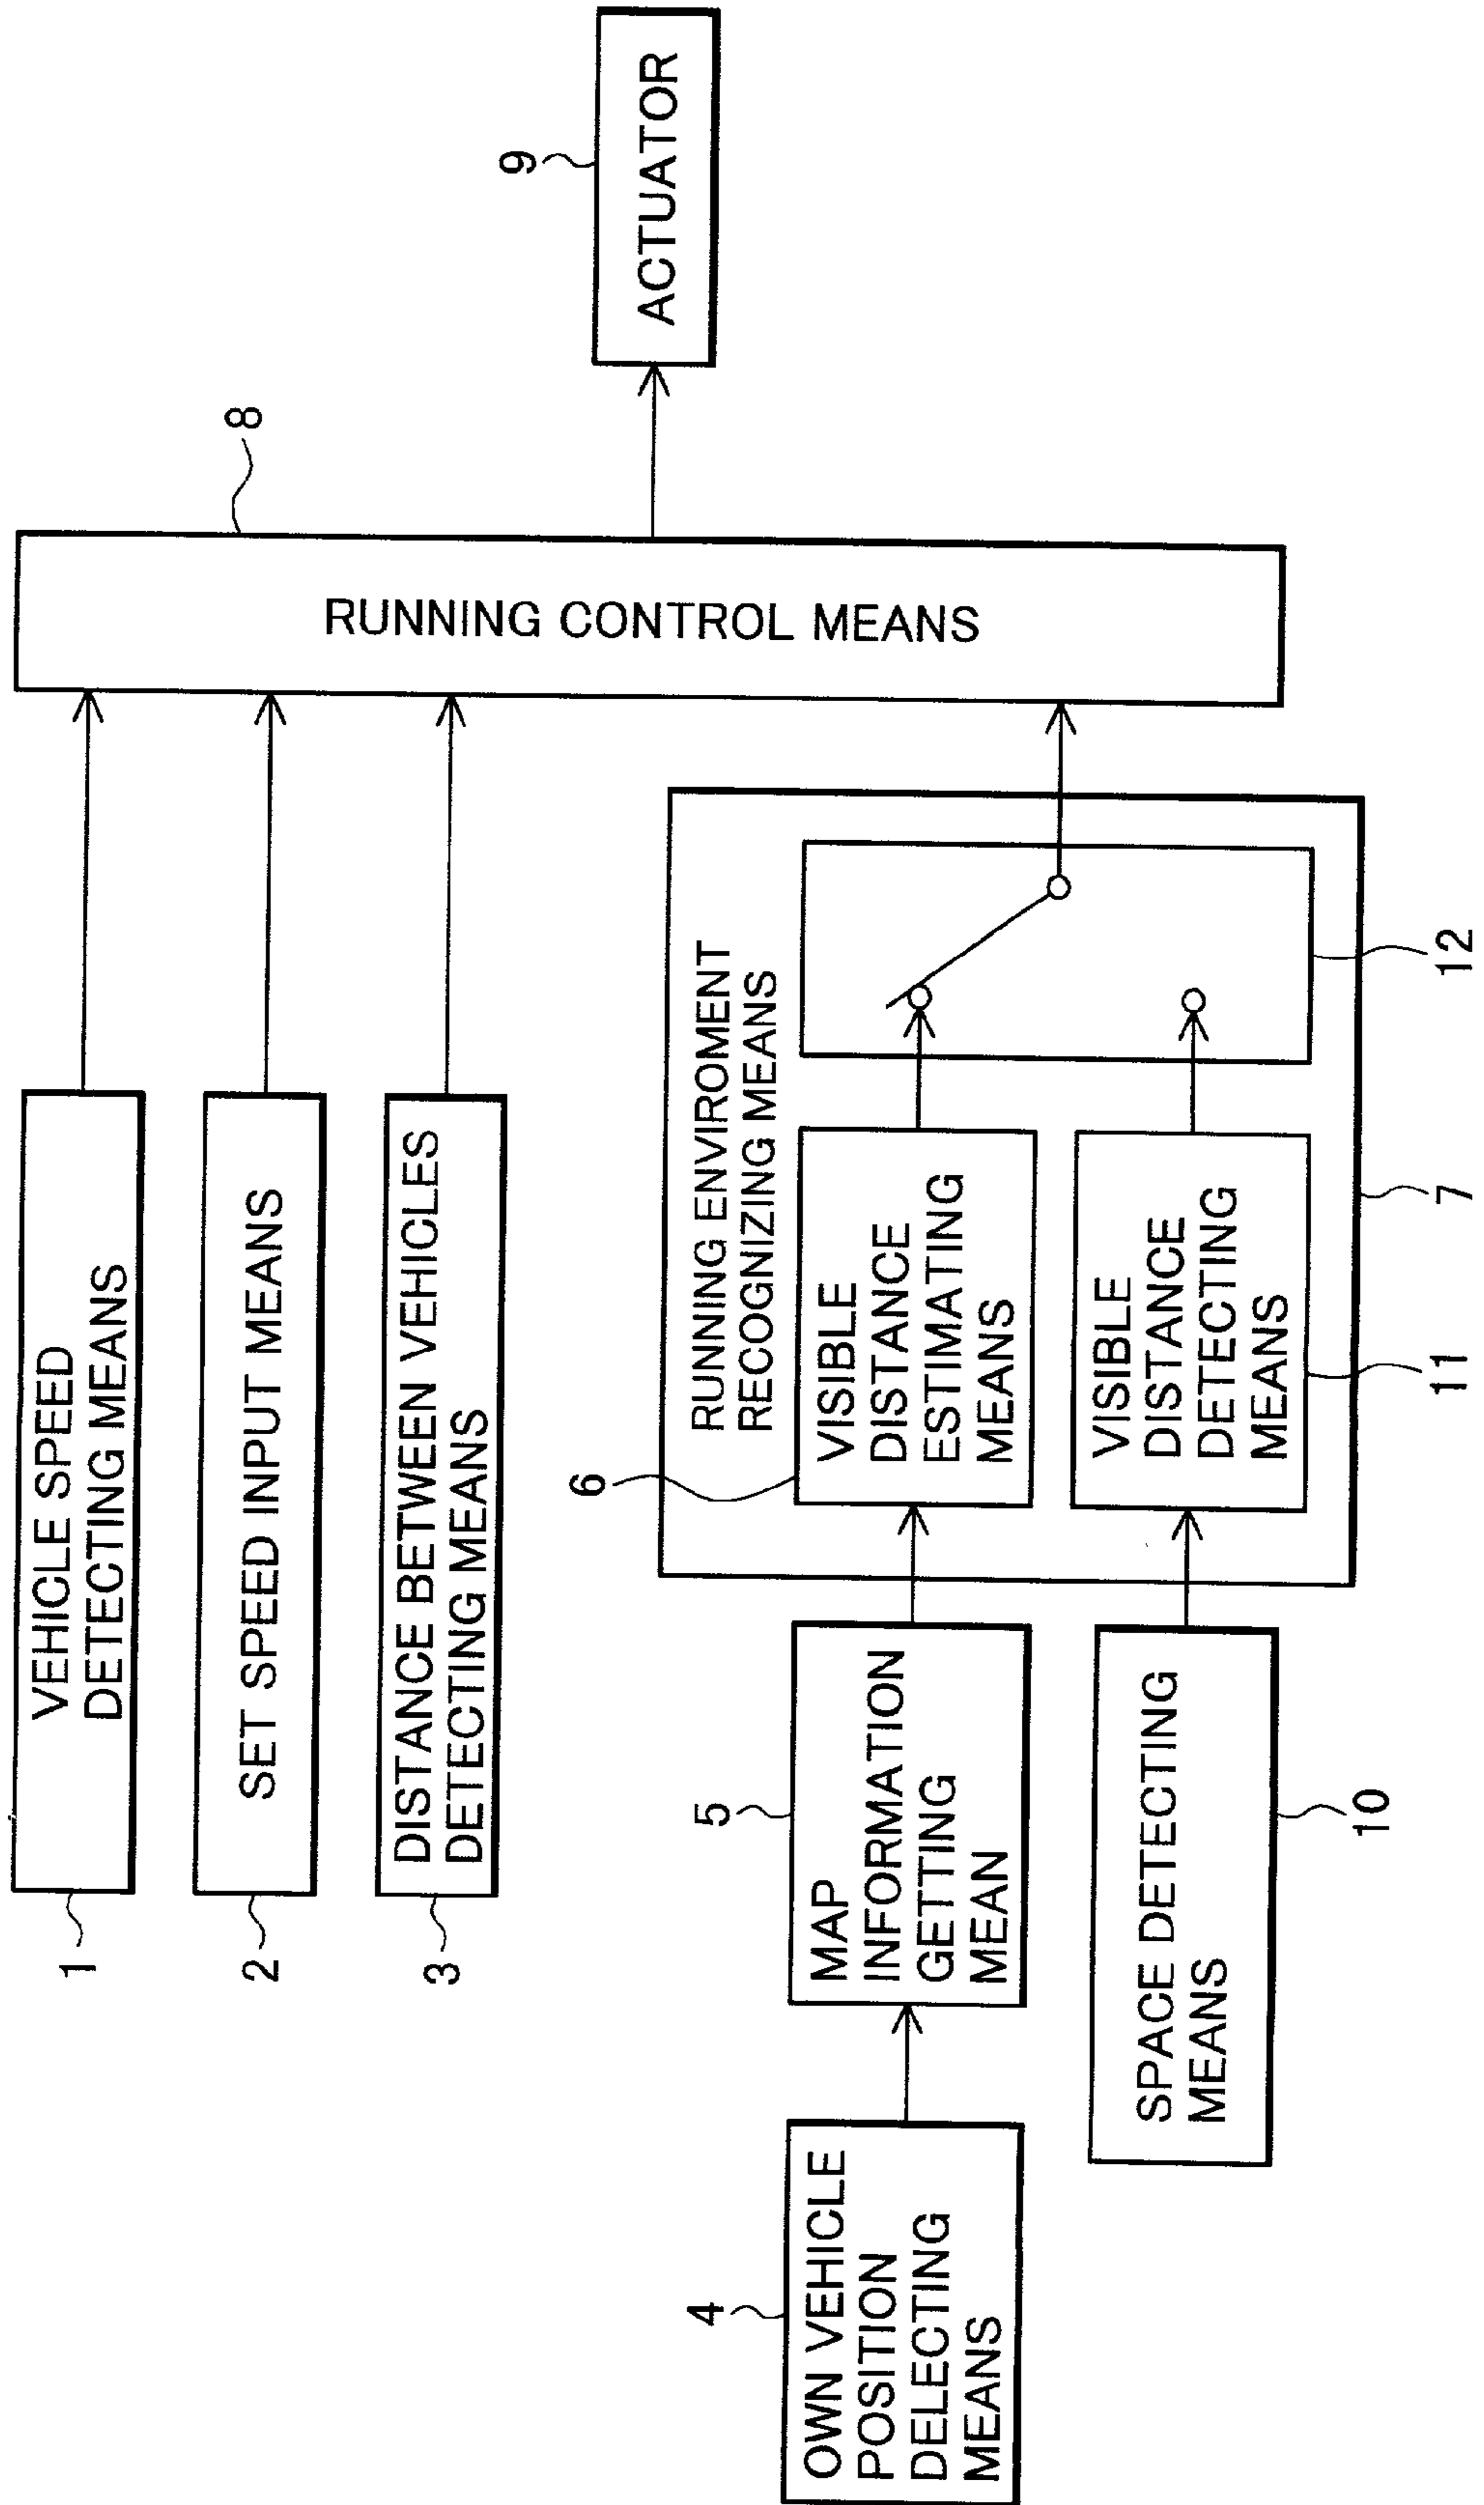 1
VEHICLE SPEED
DETECTING MEANS
2
SET SPEED INPUT MEANS
3
DISTANCE BETWEEN VEHICLES
DETECTING MEANS
8
RUNNING CONTROL MEANS
9
ACTUATOR
4
OWN VEHICLE
POSITION
DELECTING
MEANS
5
MAP
INFORMATION
GETTING
MEAN
6
RUNNING ENVIROMENT
RECOGNIZING MEANS
VISIBLE
DISTANCE
ESTIMATING
MEANS
SPACE DETECTING
MEANS
10
VISIBLE
DISTANCE
DETECTING
MEANS
11
7
12